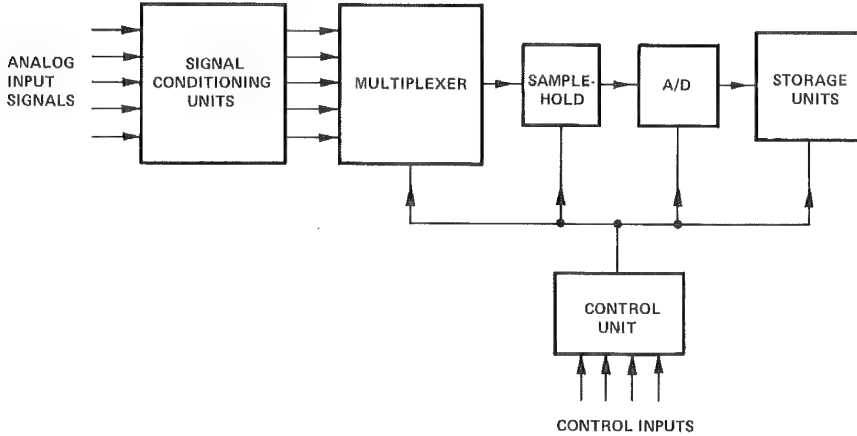 ANALOG
INPUT
SIGNALS
SIGNAL
CONDITIONING
UNITS
MULTIPLEXER
SAMPLE-
HOLD
A/D
STORAGE
UNITS
CONTROL
UNIT
CONTROL INPUTS